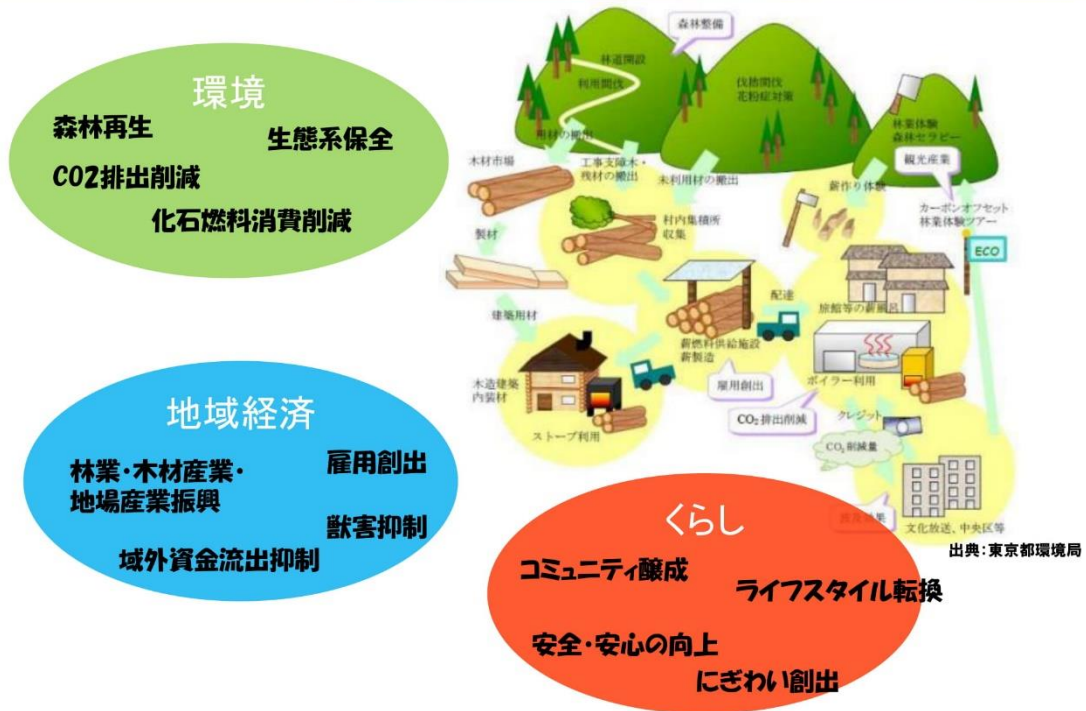 環境
森林再生
生態系保全
CO2排出削減
化石燃料消費削減
地域経済
林業・木材産業・
地場産業振興
雇用創出
獣害抑制
域外資金流出抑制
くらし
コミュニティ醸成
ライフスタイル転換
安全・安心の向上
にぎわい創出
森林整備
林道開設
利用間伐
伐捨間伐
花粉症対策
林業体験
森林セラピー
観光産業
用材の搬出
木材市場
工事支障木・
残材の搬出
未利用材の搬出
薪作り体験
カーボンオフセット
林業体験ツアー
ECO
村内集積所
収集
製材
建築用材
配達
旅館等の薪風呂
薪燃料供給施設
薪製造
木造建築
内装材
雇用創出
ボイラー利用
ストーブ利用
CO₂排出削減
クレジット
CO₂削減量
文化放送、中央区等
出典：東京都環境局